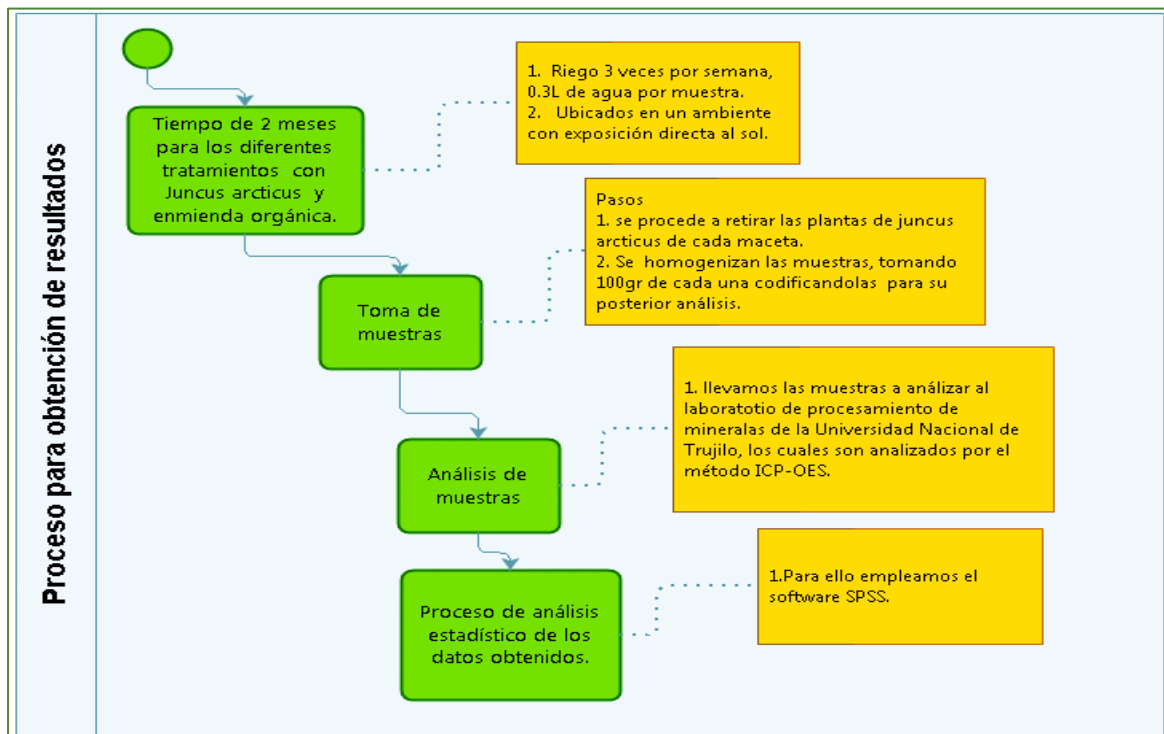 Proceso para obtención de resultados
Tiempo de 2 meses
para los diferentes
tratamientos con
Juncus arcticus y
enmienda orgánica.
1. Riego 3 veces por semana,
0.3L de agua por muestra.
2. Ubicados en un ambiente
con exposición directa al sol.
Toma de
muestras
Pasos
1. se procede a retirar las plantas de juncus
arcticus de cada maceta.
2. Se homogenizan las muestras, tomando
100gr de cada una codificandolas para su
posterior análisis.
Análisis de
muestras
1. llevamos las muestras a análizar al
laboratotio de procesamiento de
mineralas de la Universidad Nacional de
Trujilo, los cuales son analizados por el
método ICP-OES.
Proceso de análisis
estadístico de los
datos obtenidos.
1.Para ello empleamos el
software SPSS.